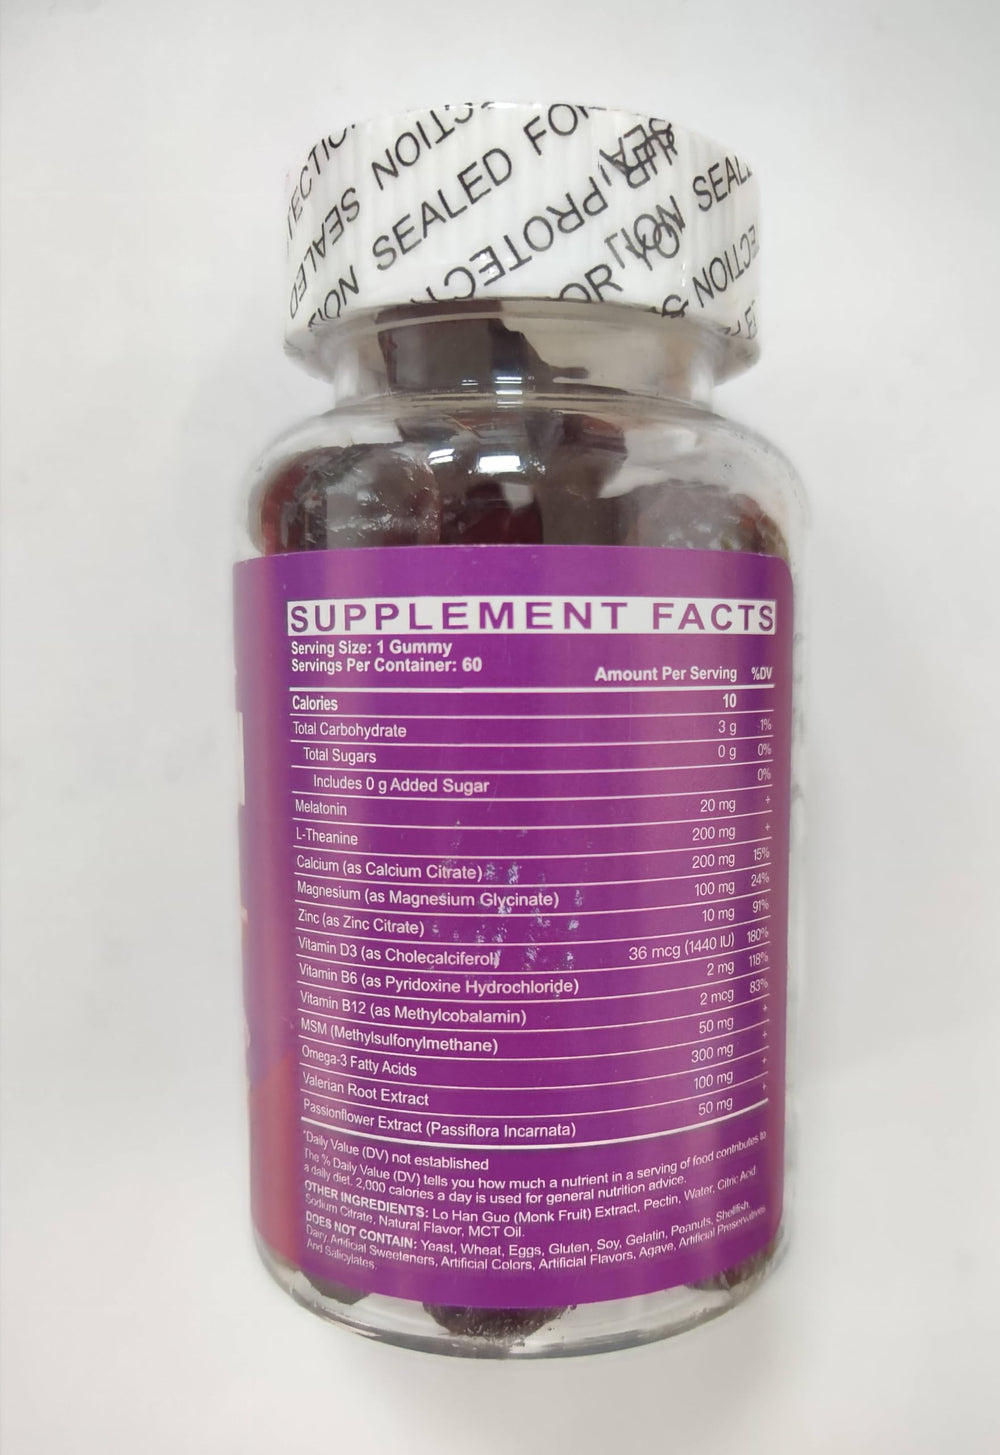 SEALED FOR
SUPPLEMENT FACTS
Serving Size: 1 Gummy
Servings Per Container: 60
Amount Per Serving %DV
Calories 10
Total Carbohydrate 3 g 1%
Total Sugars 0 g 0%
Includes 0 g Added Sugar 0%
Melatonin 20 mg +
L-Theanine 200 mg +
Calcium (as Calcium Citrate) 200 mg 15%
Magnesium (as Magnesium Glycinate) 100 mg 24%
Zinc (as Zinc Citrate) 10 mg 91%
Vitamin D3 (as Cholecalciferol) 36 mcg (1440 IU) 180%
Vitamin B6 (as Pyridoxine Hydrochloride) 2 mg 118%
Vitamin B12 (as Methylcobalamin) 2 mcg 83%
MSM (Methylsulfonylmethane) 50 mg +
Omega-3 Fatty Acids 300 mg +
Valerian Root Extract 100 mg +
Passionflower Extract (Passiflora Incarnata) 50 mg +
*Daily Value (DV) not established
The % Daily Value (DV) tells you how much a nutrient in a serving of food contributes to
a daily diet. 2,000 calories a day is used for general nutrition advice.
OTHER INGREDIENTS: Lo Han Guo (Monk Fruit) Extract, Pectin, Water, Citric Acid
Sodium Citrate, Natural Flavor, MCT Oil.
DOES NOT CONTAIN: Yeast, Wheat, Eggs, Gluten, Soy, Gelatin, Peanuts, Shellfish,
Dairy, Artificial Sweeteners, Artificial Colors, Artificial Flavors, Agave, Artificial Preservatives
And Salicylates.